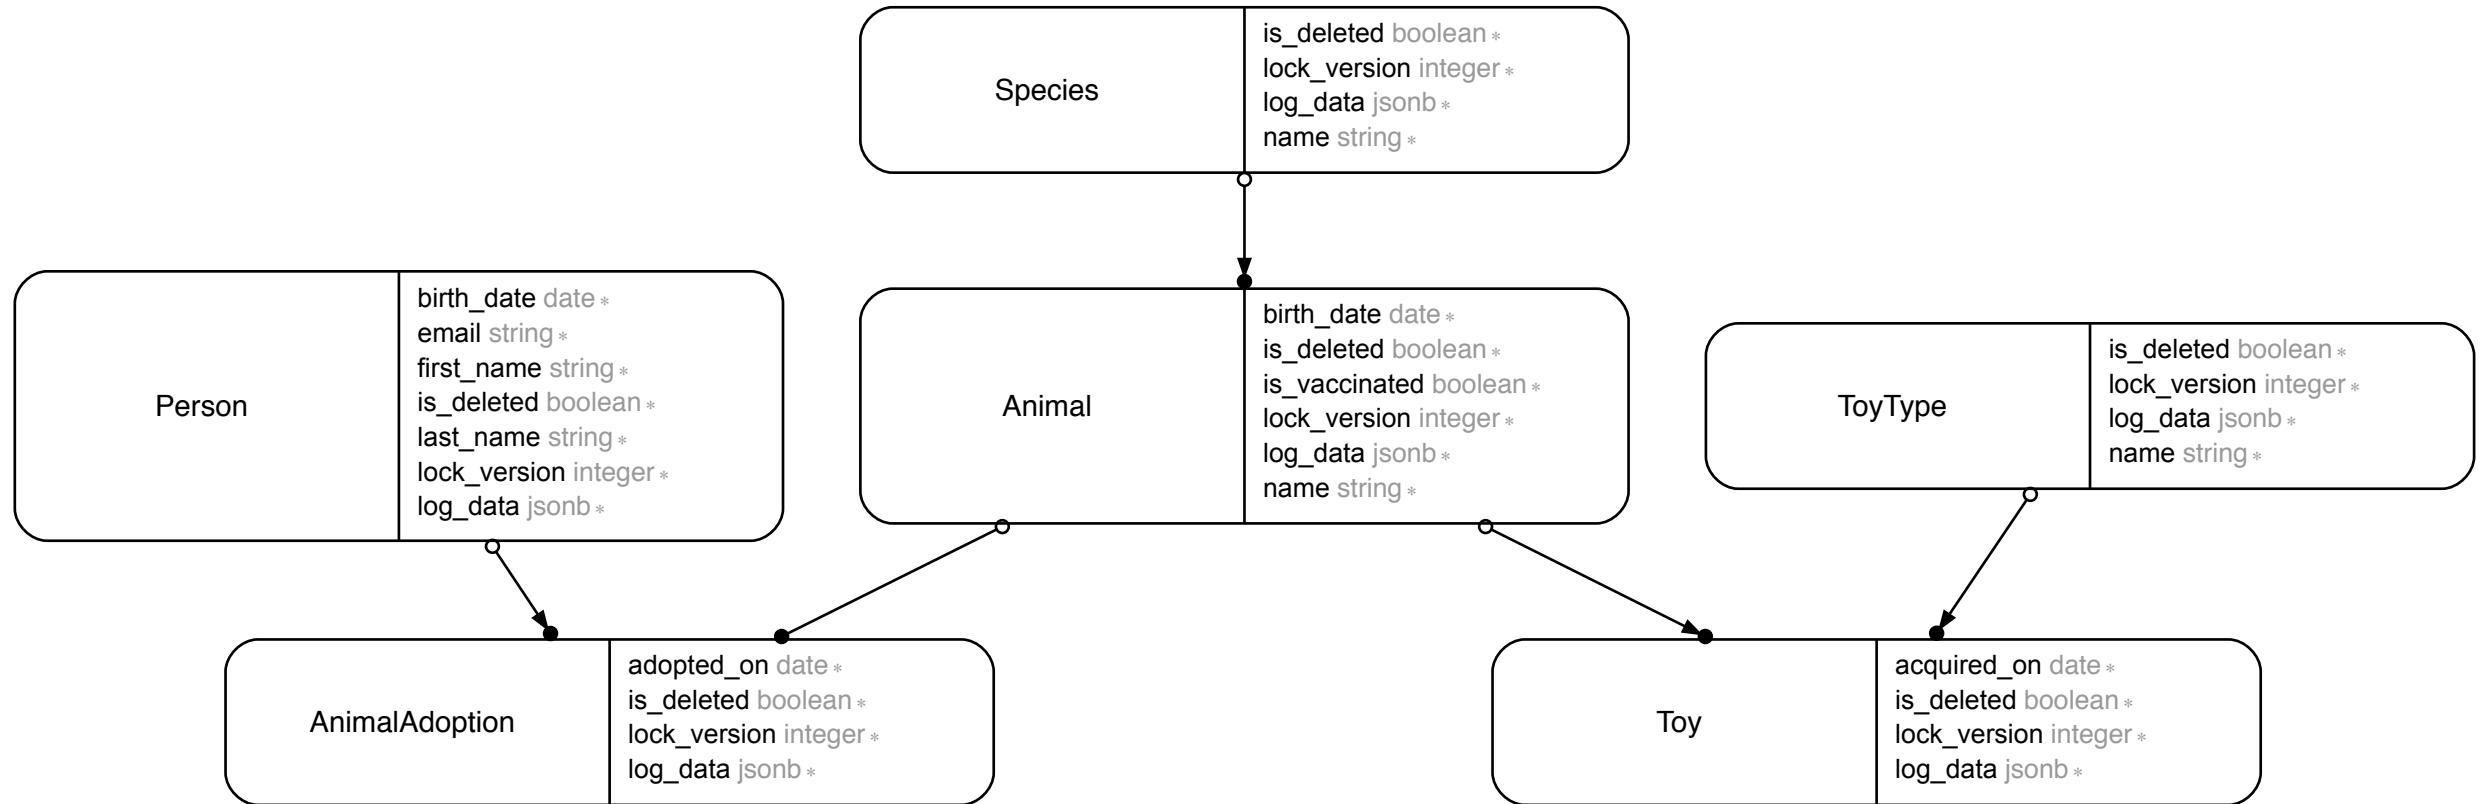 Species
is_deleted boolean *
lock_version integer *
log_data jsonb *
name string *
Person
birth_date date *
email string *
first_name string *
is_deleted boolean *
last_name string *
lock_version integer *
log_data jsonb *
Animal
birth_date date *
is_deleted boolean *
is_vaccinated boolean *
lock_version integer *
log_data jsonb *
name string *
ToyType
is_deleted boolean *
lock_version integer *
log_data jsonb *
name string *
AnimalAdoption
adopted_on date *
is_deleted boolean *
lock_version integer *
log_data jsonb *
Toy
acquired_on date *
is_deleted boolean *
lock_version integer *
log_data jsonb *